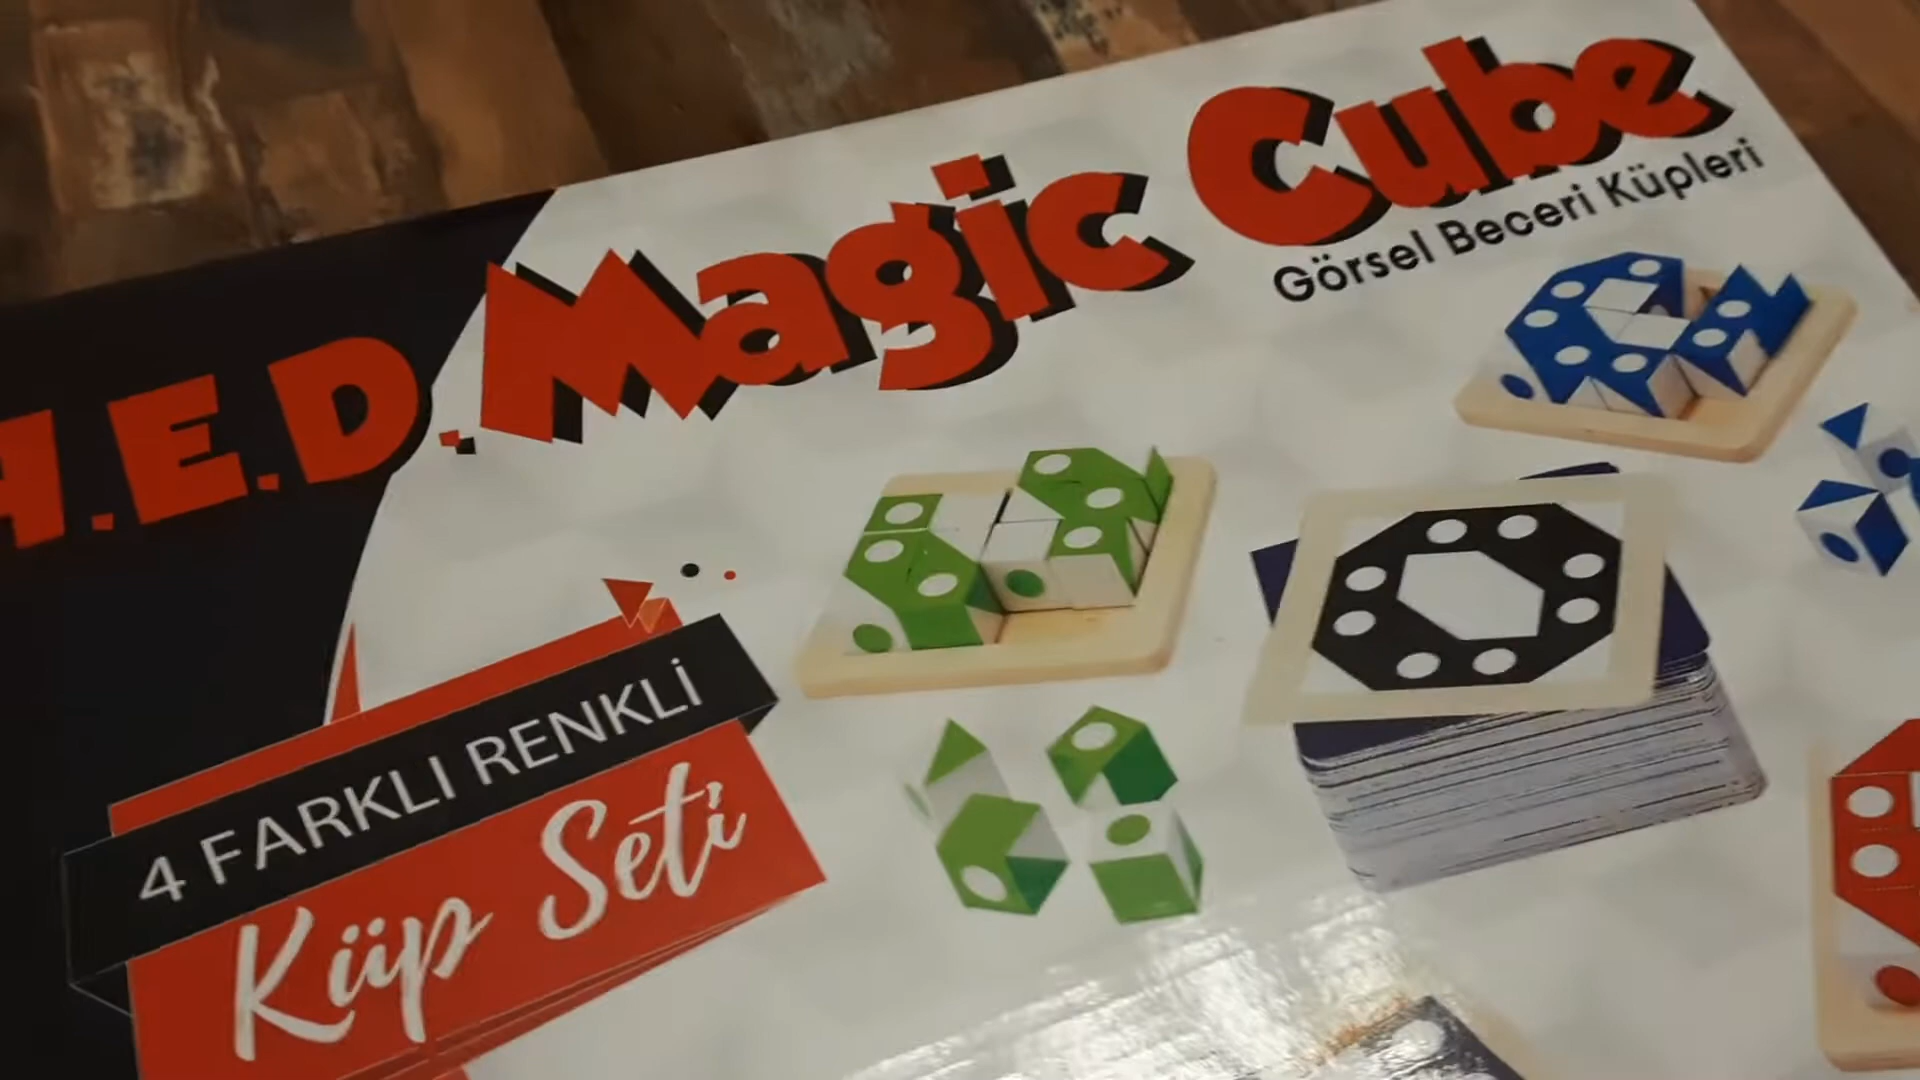 H.E.D. Magic Cube
Görsel Beceri Küpleri
4 FARKLI RENKLİ
Küp Seti